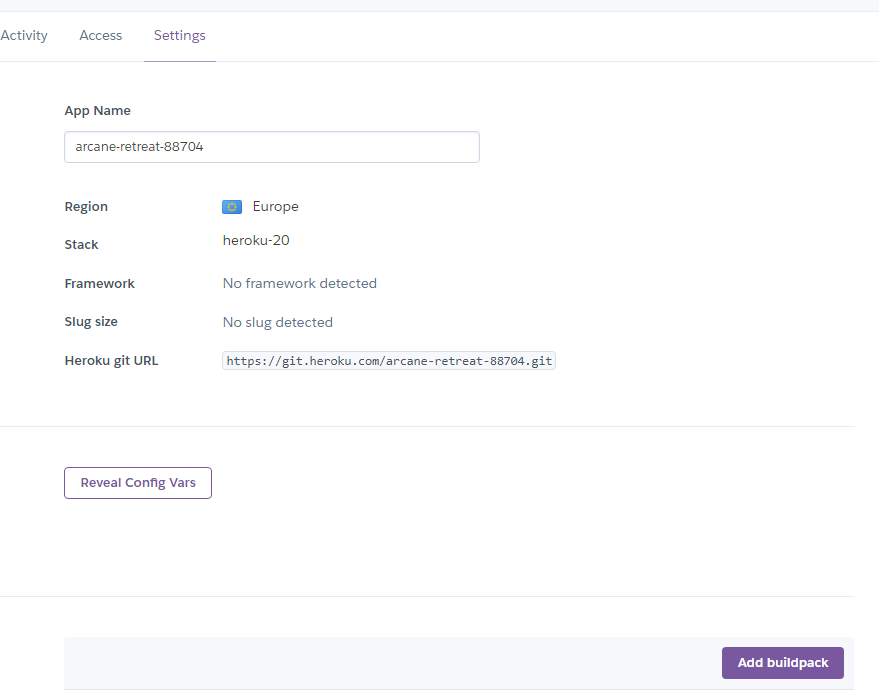 Activity Access Settings
App Name
arcane-retreat-88704
Region Europe
Stack heroku-20
Framework No framework detected
Slug size No slug detected
Heroku git URL https://git.heroku.com/arcane-retreat-88704.git
Reveal Config Vars
Add buildpack